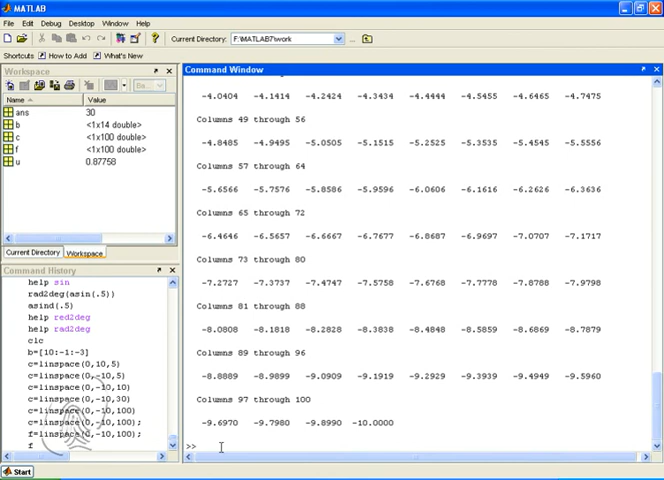 MATLAB
File Edit Debug Desktop Window Help
Current Directory: F:\MATLAB7\work
Shortcuts How to Add What's New
Workspace
Name Value
ans 30
b <1x14 double>
c <1x100 double>
f <1x100 double>
u 0.87758
Current Directory Workspace
Command History
help sin
rad2deg(asin(.5))
asind(.5)
help red2deg
help rad2deg
clc
b=[10:-1:-3]
c=linspace(0,10,5)
c=linspace(0,-10,5)
c=linspace(0,-10,10)
c=linspace(0,-10,30)
c=linspace(0,-10,100)
c=linspace(0,-10,100);
f=linspace(0,-10,100);
f
Command Window
-4.0404 -4.1414 -4.2424 -4.3434 -4.4444 -4.5455 -4.6465 -4.7475
Columns 49 through 56
-4.8485 -4.9495 -5.0505 -5.1515 -5.2525 -5.3535 -5.4545 -5.5556
Columns 57 through 64
-5.6566 -5.7576 -5.8586 -5.9596 -6.0606 -6.1616 -6.2626 -6.3636
Columns 65 through 72
-6.4646 -6.5657 -6.6667 -6.7677 -6.8687 -6.9697 -7.0707 -7.1717
Columns 73 through 80
-7.2727 -7.3737 -7.4747 -7.5758 -7.6768 -7.7778 -7.8788 -7.9798
Columns 81 through 88
-8.0808 -8.1818 -8.2828 -8.3838 -8.4848 -8.5859 -8.6869 -8.7879
Columns 89 through 96
-8.8889 -8.9899 -9.0909 -9.1919 -9.2929 -9.3939 -9.4949 -9.5960
Columns 97 through 100
-9.6970 -9.7980 -9.8990 -10.0000
>>
Start